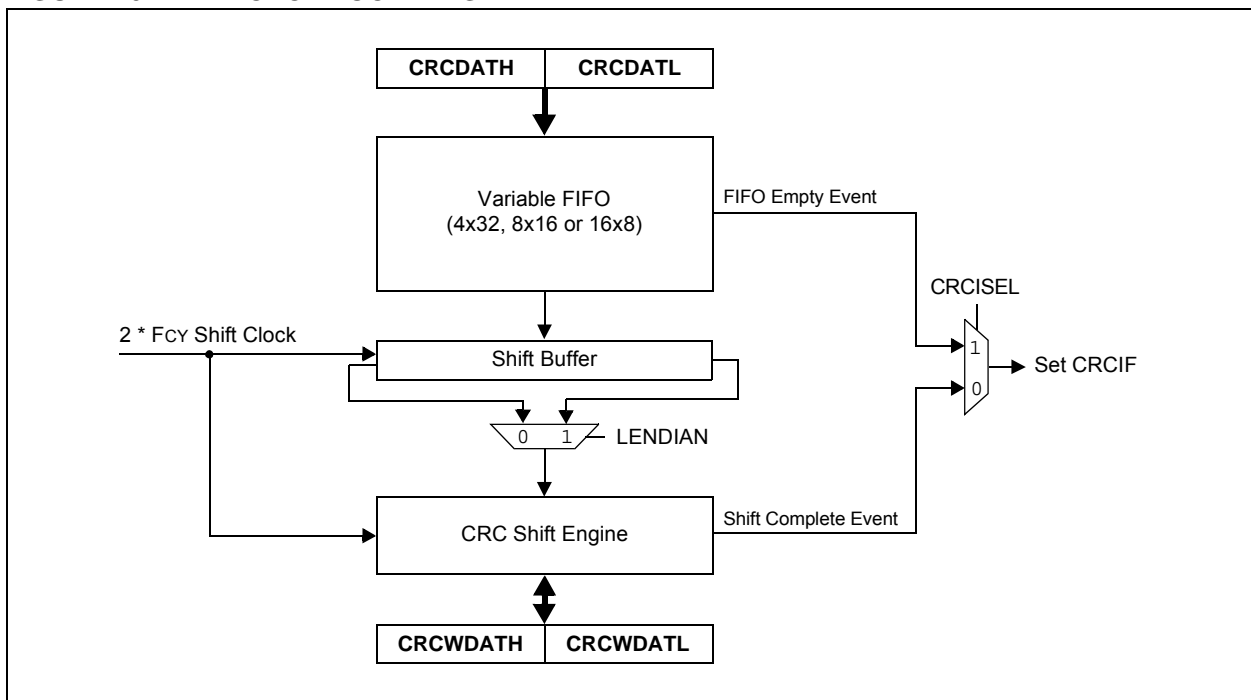 CRCDATH CRCDATL
Variable FIFO
(4x32, 8x16 or 16x8)
FIFO Empty Event
CRCISEL
2 * FCY Shift Clock
Shift Buffer
1
Set CRCIF
0
0 1
LENDIAN
Shift Complete Event
CRC Shift Engine
CRCWDATH CRCWDATL